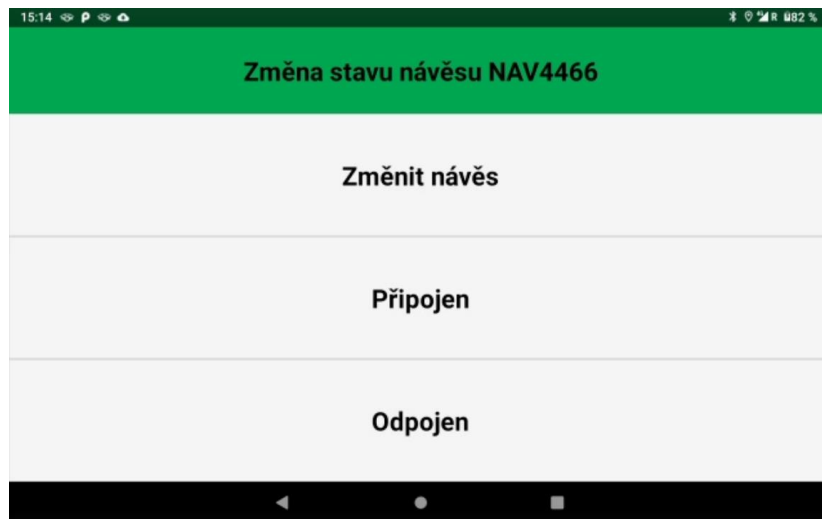 15:14 R 82 %
Změna stavu návěsu NAV4466
Změnit návěs
Připojen
Odpojen